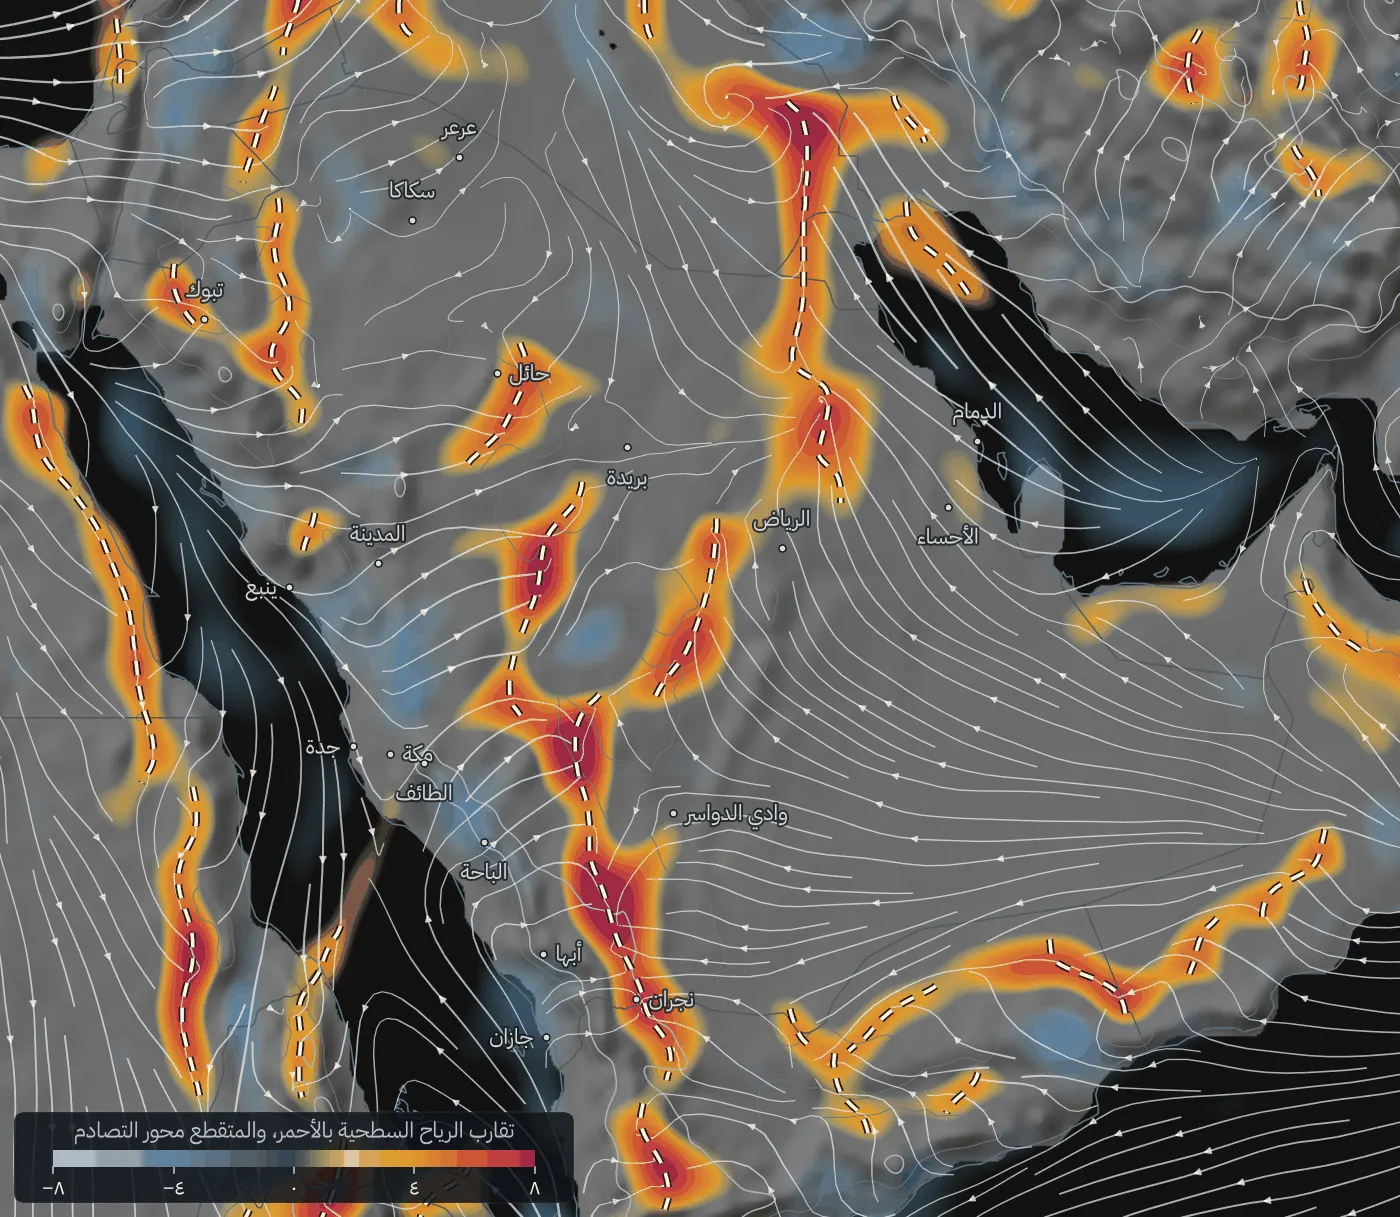 عرعر
سكاكا
تبوك
حائل
الدمام
بريدة
الرياض
الأحساء
المدينة
ينبع
جدة
مكة
الطائف
وادي الدواسر
الباحة
أبها
نجران
جازان
تقارب الرياح السطحية بالأحمر، والمتقطع محور التصادم
−٨ −٤ ٠ ٤ ٨